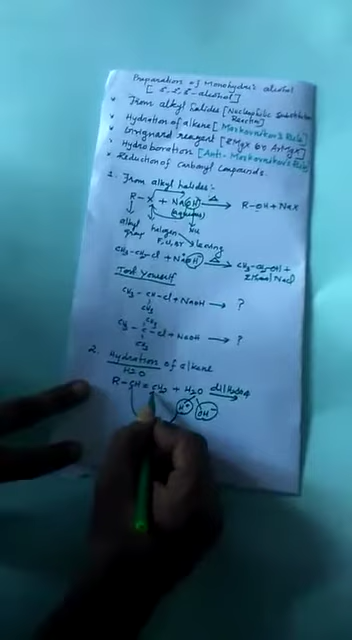 Preparation of Monohydric alcohol
[1°, 2°, 3° - alcohol]
From alkyl halides [Nucleophilic Substitution
Reaction]
Hydration of alkene [Markovnikov's Rule]
Grignard reagent [RMgX or ArMgX]
Hydroboration [Anti-Markovnikov's Rule]
Reduction of Carbonyl Compounds.
1. From alkyl halides:-
R - X + NaOH → R-OH + NaX
(aqueous)
alkyl halogen Nu
group F, Cl, Br leaving
CH3-CH2-Cl + NaOH △→ CH3-CH2-OH +
NaCl
Test Yourself
CH3 - CH-Cl + NaOH → ?
CH3
CH3
CH3 - C - Cl + NaOH → ?
CH3
2. Hydration of alkene
H2O
R-CH = CH2 + H2O dil H2SO4
H+ OH-